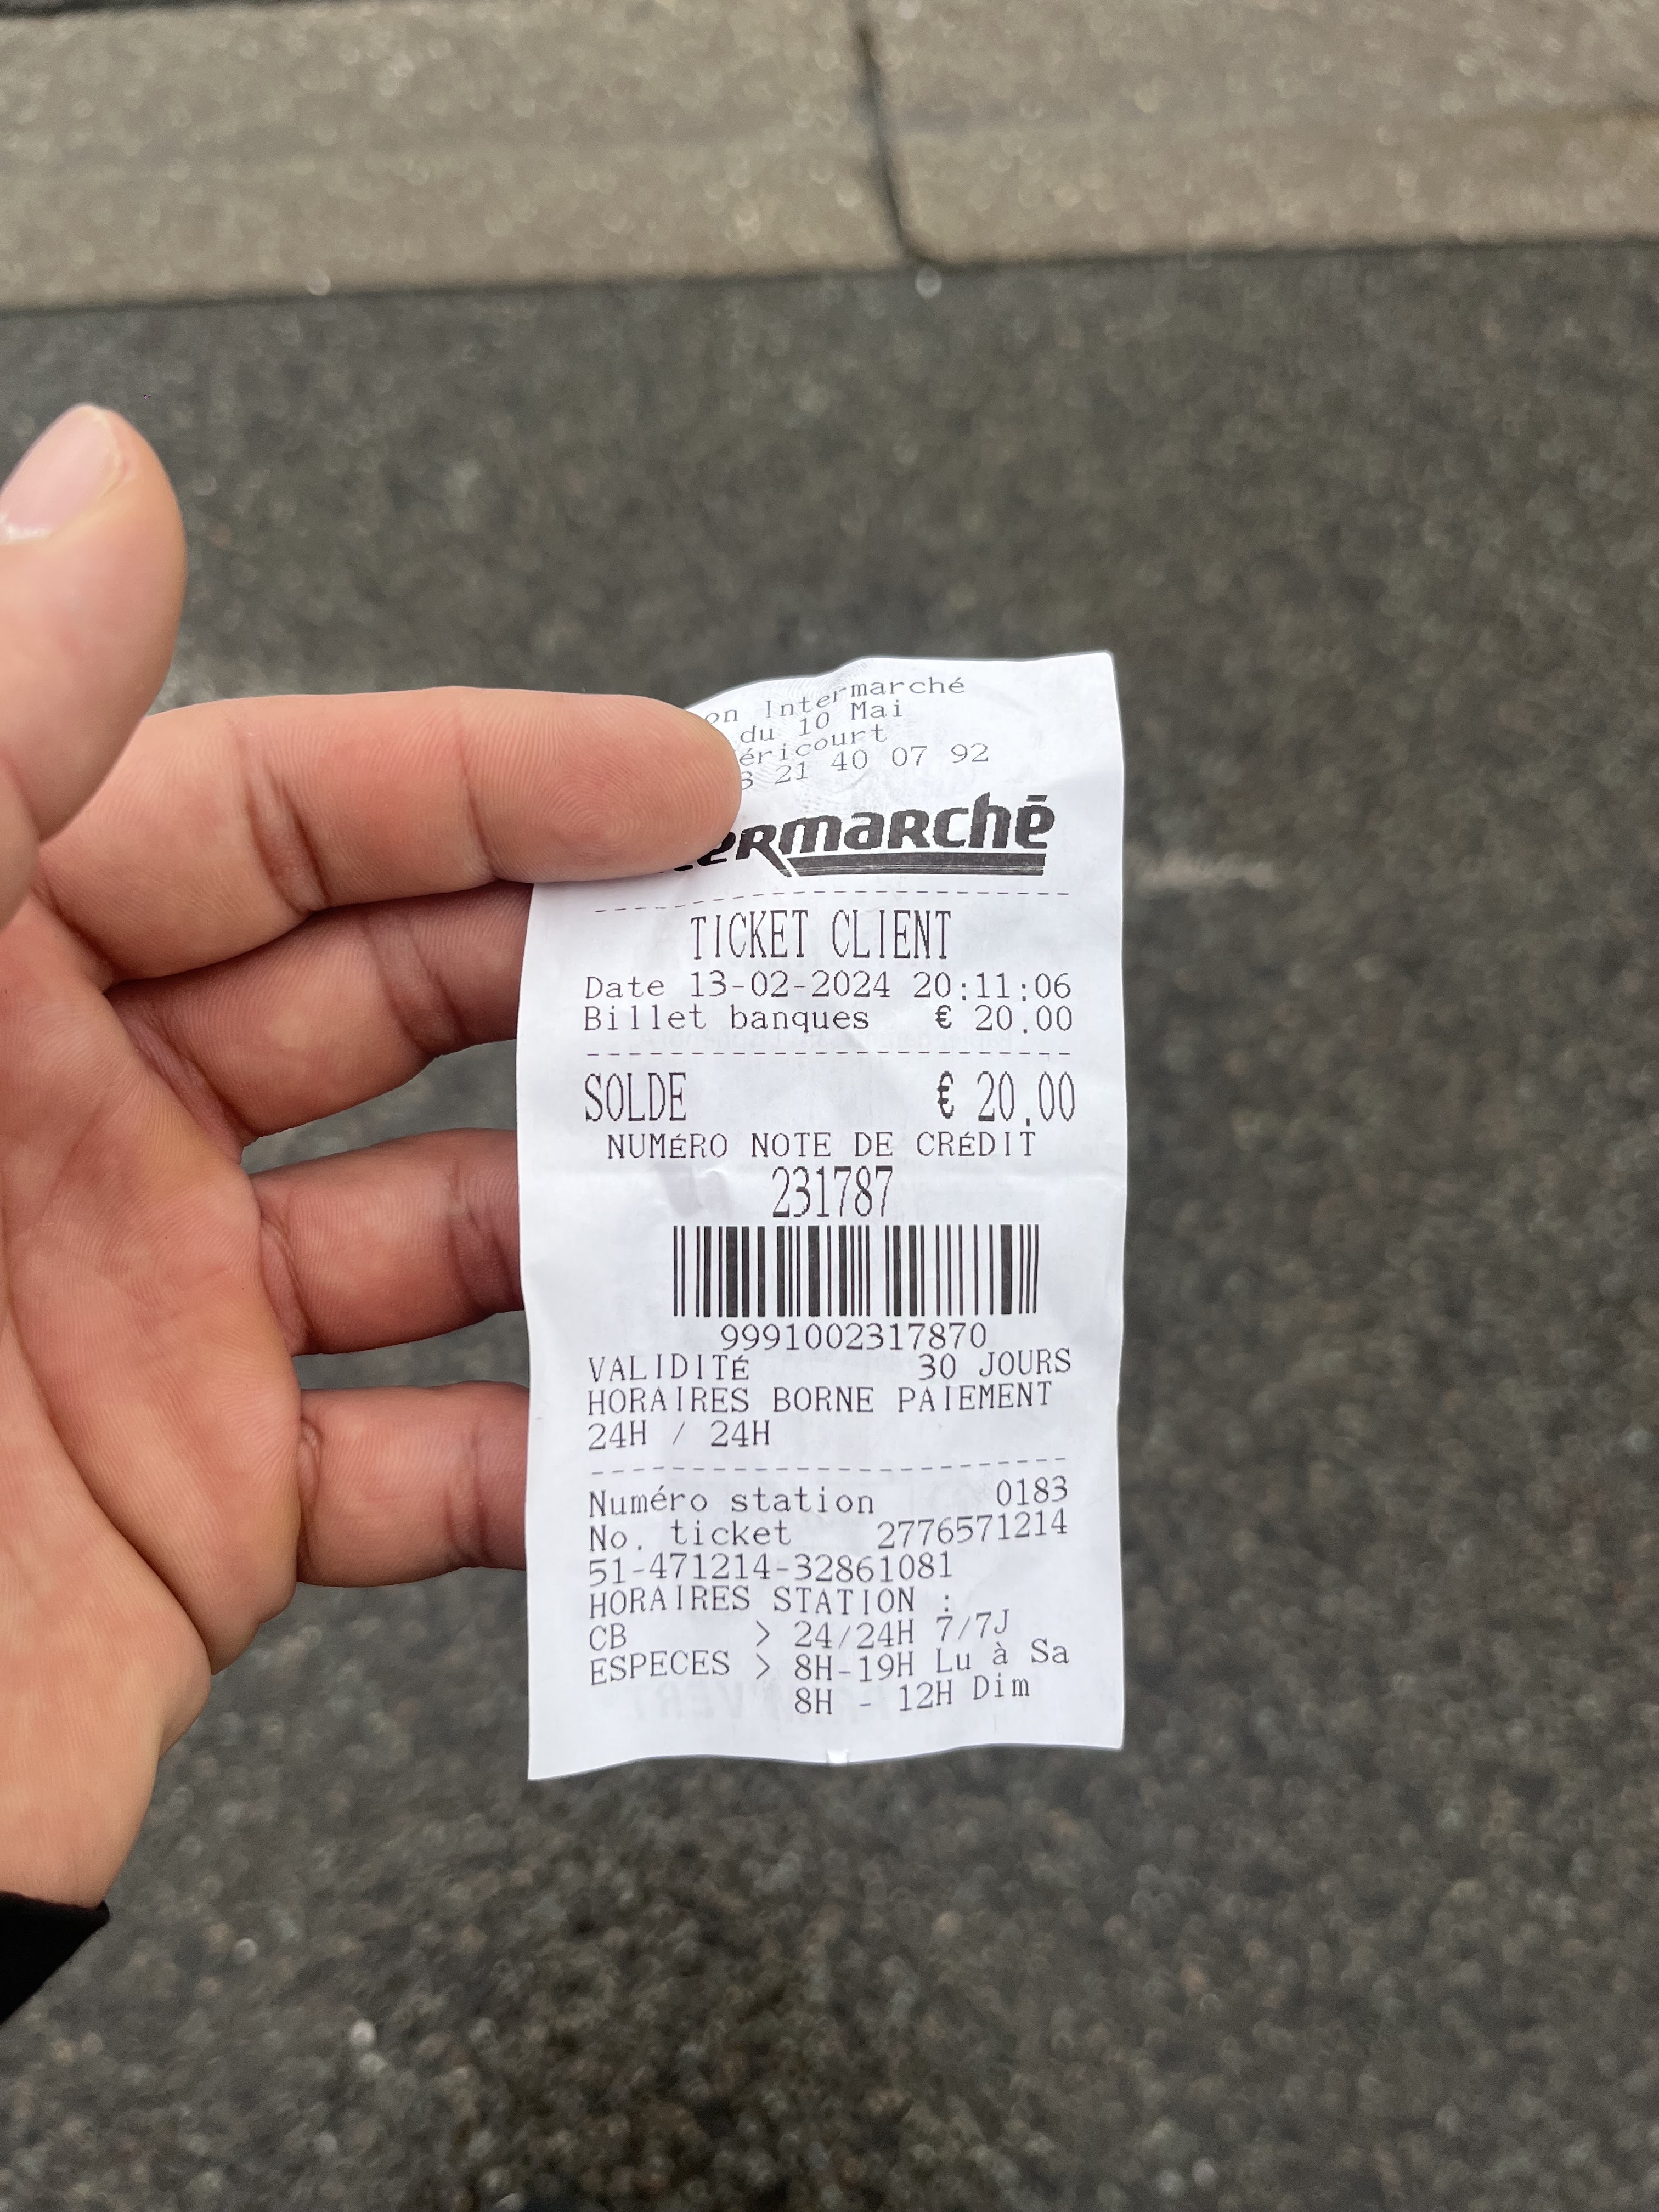 Intermarché
du 10 Mai
21 40 07 92
TICKET CLIENT
Date 13-02-2024 20:11:06
Billet banques € 20.00
SOLDE € 20.00
NUMÉRO NOTE DE CRÉDIT
231787
9991002317870
VALIDITÉ 30 JOURS
HORAIRES BORNE PAIEMENT
24H / 24H
Numéro station 0183
No. ticket 2776571214
51-471214-32861081
HORAIRES STATION :
CB > 24/24H 7/7J
ESPECES > 8H-19H Lu à Sa
8H - 12H Dim